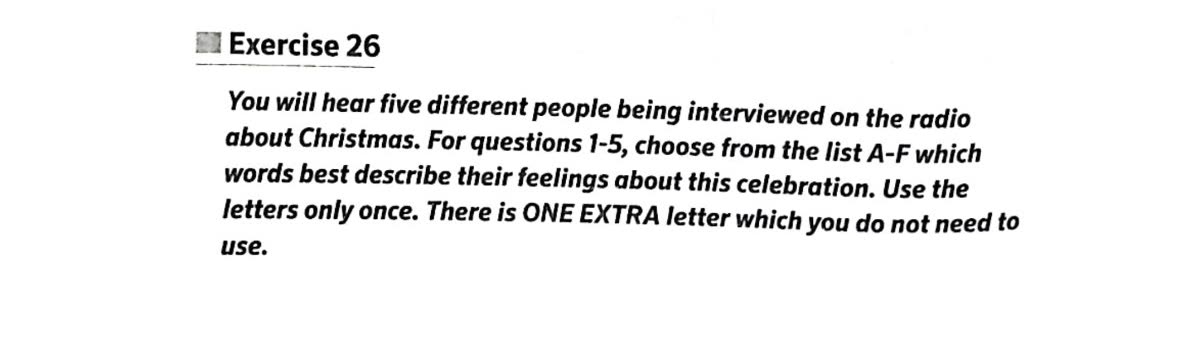 Exercise 26
You will hear five different people being interviewed on the radio
about Christmas. For questions 1-5, choose from the list A-F which
words best describe their feelings about this celebration. Use the
letters only once. There is ONE EXTRA letter which you do not need to
use.